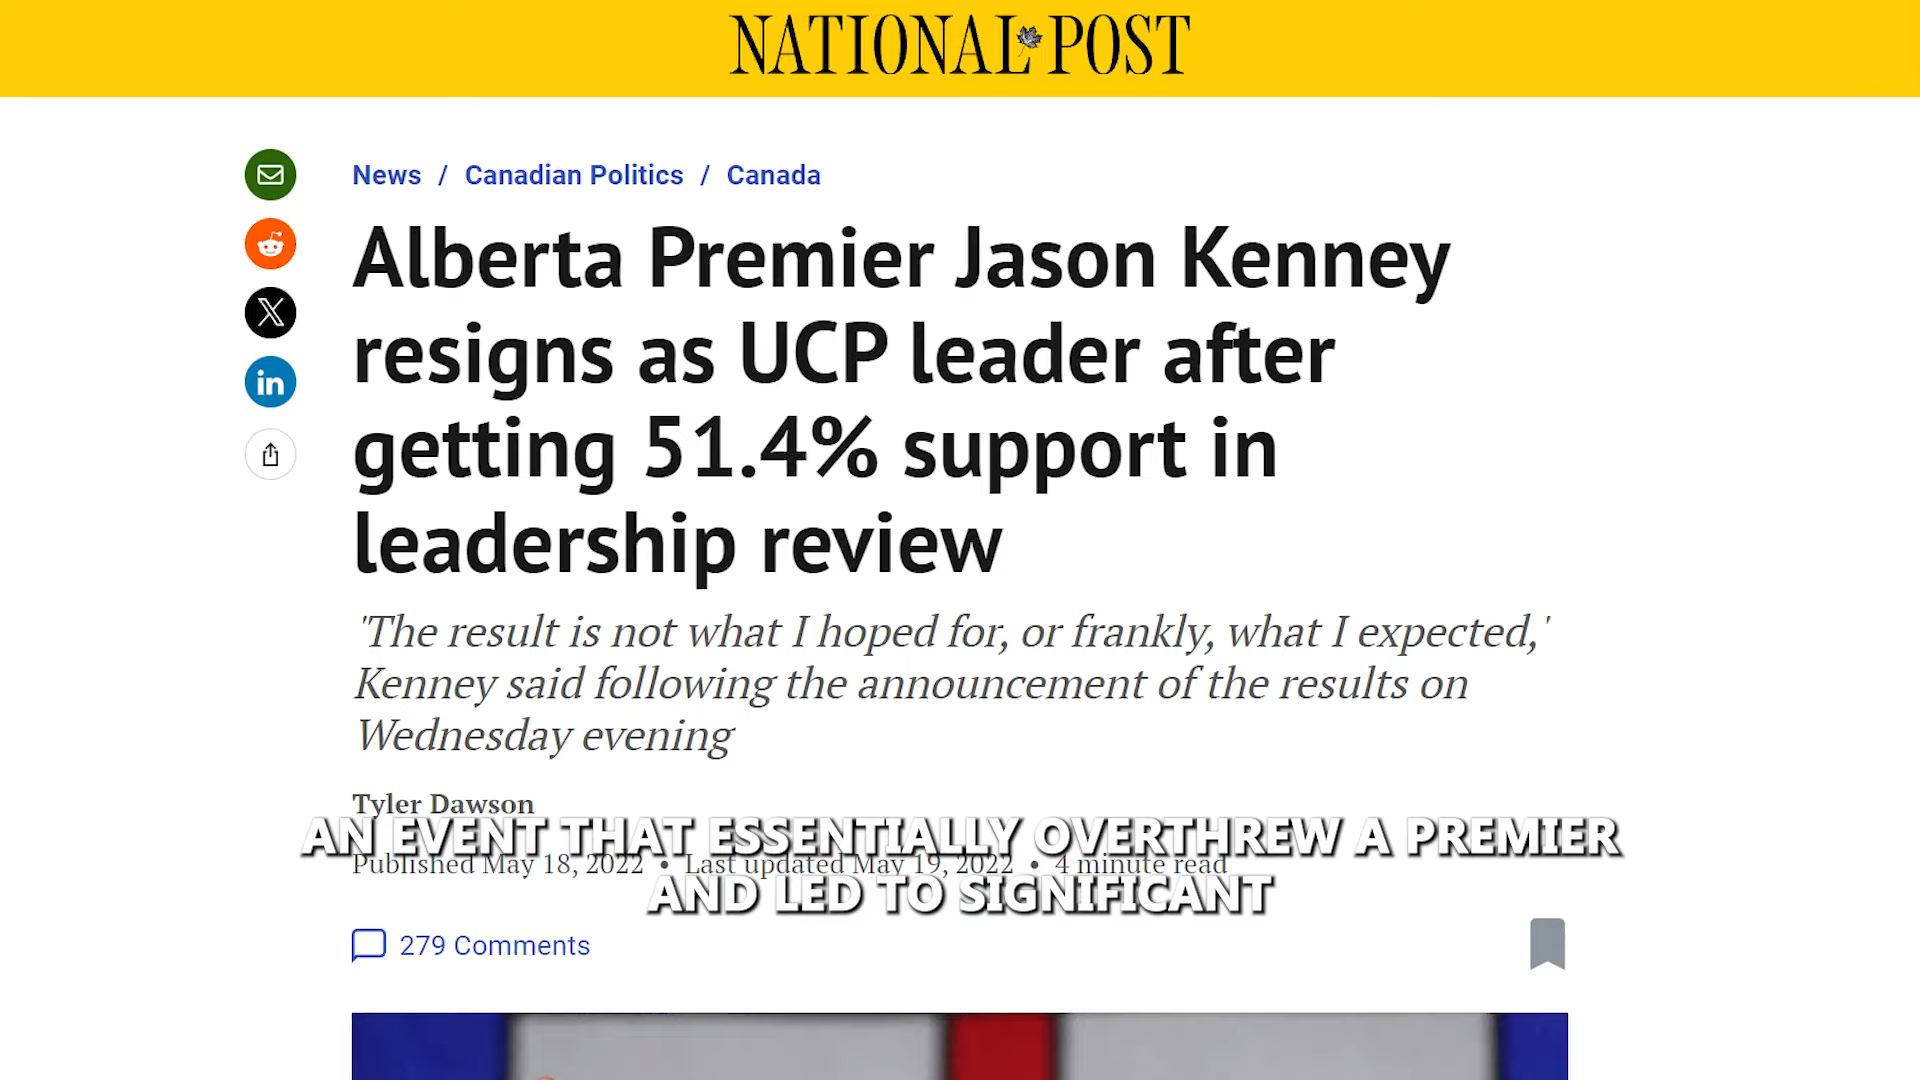 NATIONAL POST
News / Canadian Politics / Canada
Alberta Premier Jason Kenney
resigns as UCP leader after
getting 51.4% support in
leadership review
'The result is not what I hoped for, or frankly, what I expected,'
Kenney said following the announcement of the results on
Wednesday evening
Tyler Dawson
AN EVENT THAT ESSENTIALLY OVERTHREW A PREMIER
Published May 18, 2022 • Last updated May 19, 2022 • 4 minute read
AND LED TO SIGNIFICANT
279 Comments